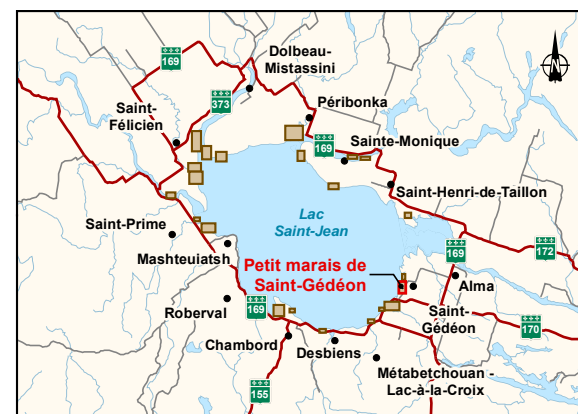 Dolbeau-
Mistassini
169
373
Péribonka
Saint-
Félicien
169
Sainte-Monique
Saint-Henri-de-Taillon
Lac
Saint-Jean
Saint-Prime
Mashteuiatsh
169
172
Petit marais de
Saint-Gédéon
Alma
Roberval
169
Saint-
Gédéon
170
Chambord
Desbiens
Métabetchouan -
Lac-à-la-Croix
155